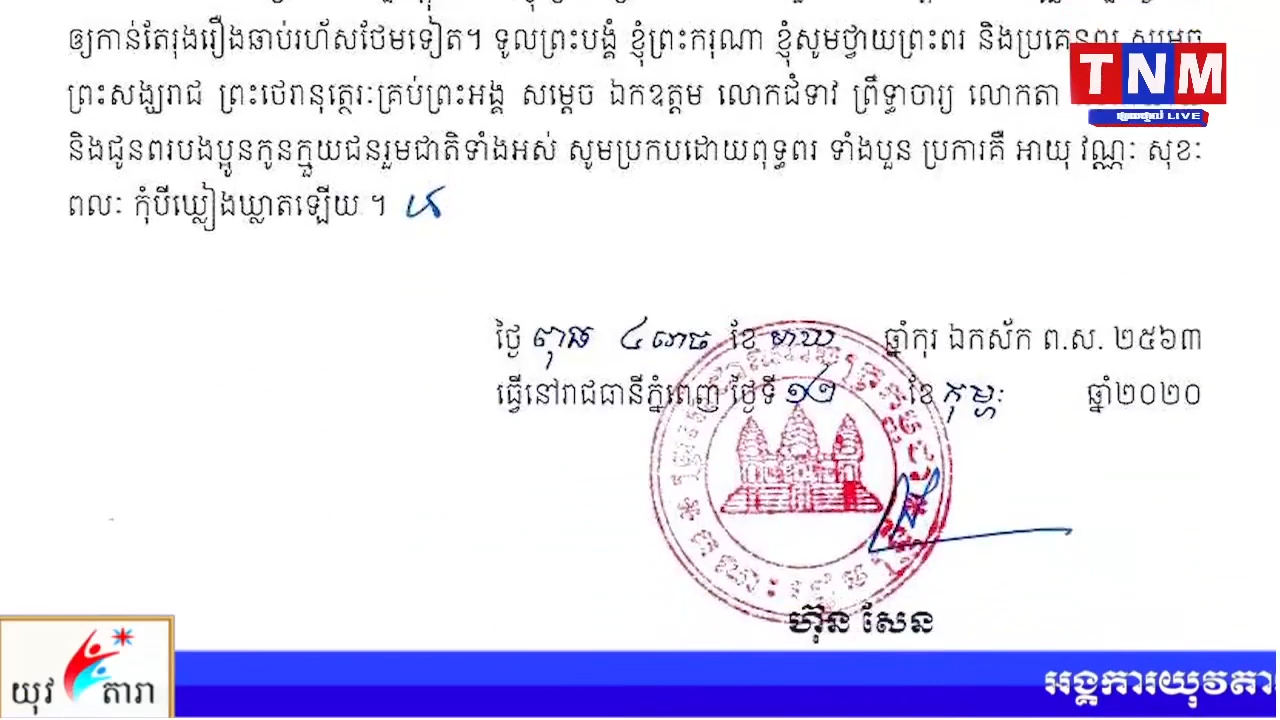 ឲ្យកាន់តែរុងរឿងឆាប់រហ័សថែមទៀត។ ទូលព្រះបង្គំ ខ្ញុំព្រះករុណា ខ្ញុំសូមថ្វាយព្រះពរ និងប្រគេនពរ សម្តេច
TNM
ព្រះសង្ឃរាជ ព្រះថេរានុត្ថេរៈគ្រប់ព្រះអង្គ សម្តេច ឯកឧត្តម លោកជំទាវ ព្រឹទ្ធាចារ្យ លោកតា
LIVE
និងជូនពរបងប្អូនកូនក្មួយជនរួមជាតិទាំងអស់ សូមប្រកបដោយពុទ្ធពរ ទាំងបួន ប្រការគឺ អាយុ វណ្ណៈ សុខៈ
ពលៈ កុំបីឃ្លៀងឃ្លាតឡើយ ។
ថ្ងៃ ពុធ ៤ រោច ខែ មាឃ ឆ្នាំកុរ ឯកស័ក ព.ស. ២៥៦៣
ធ្វើនៅរាជធានីភ្នំពេញ ថ្ងៃទី ១២ ខែ កុម្ភៈ ឆ្នាំ២០២០
ហ៊ុន សែន
យុវ តារា
អង្គការយុវតា